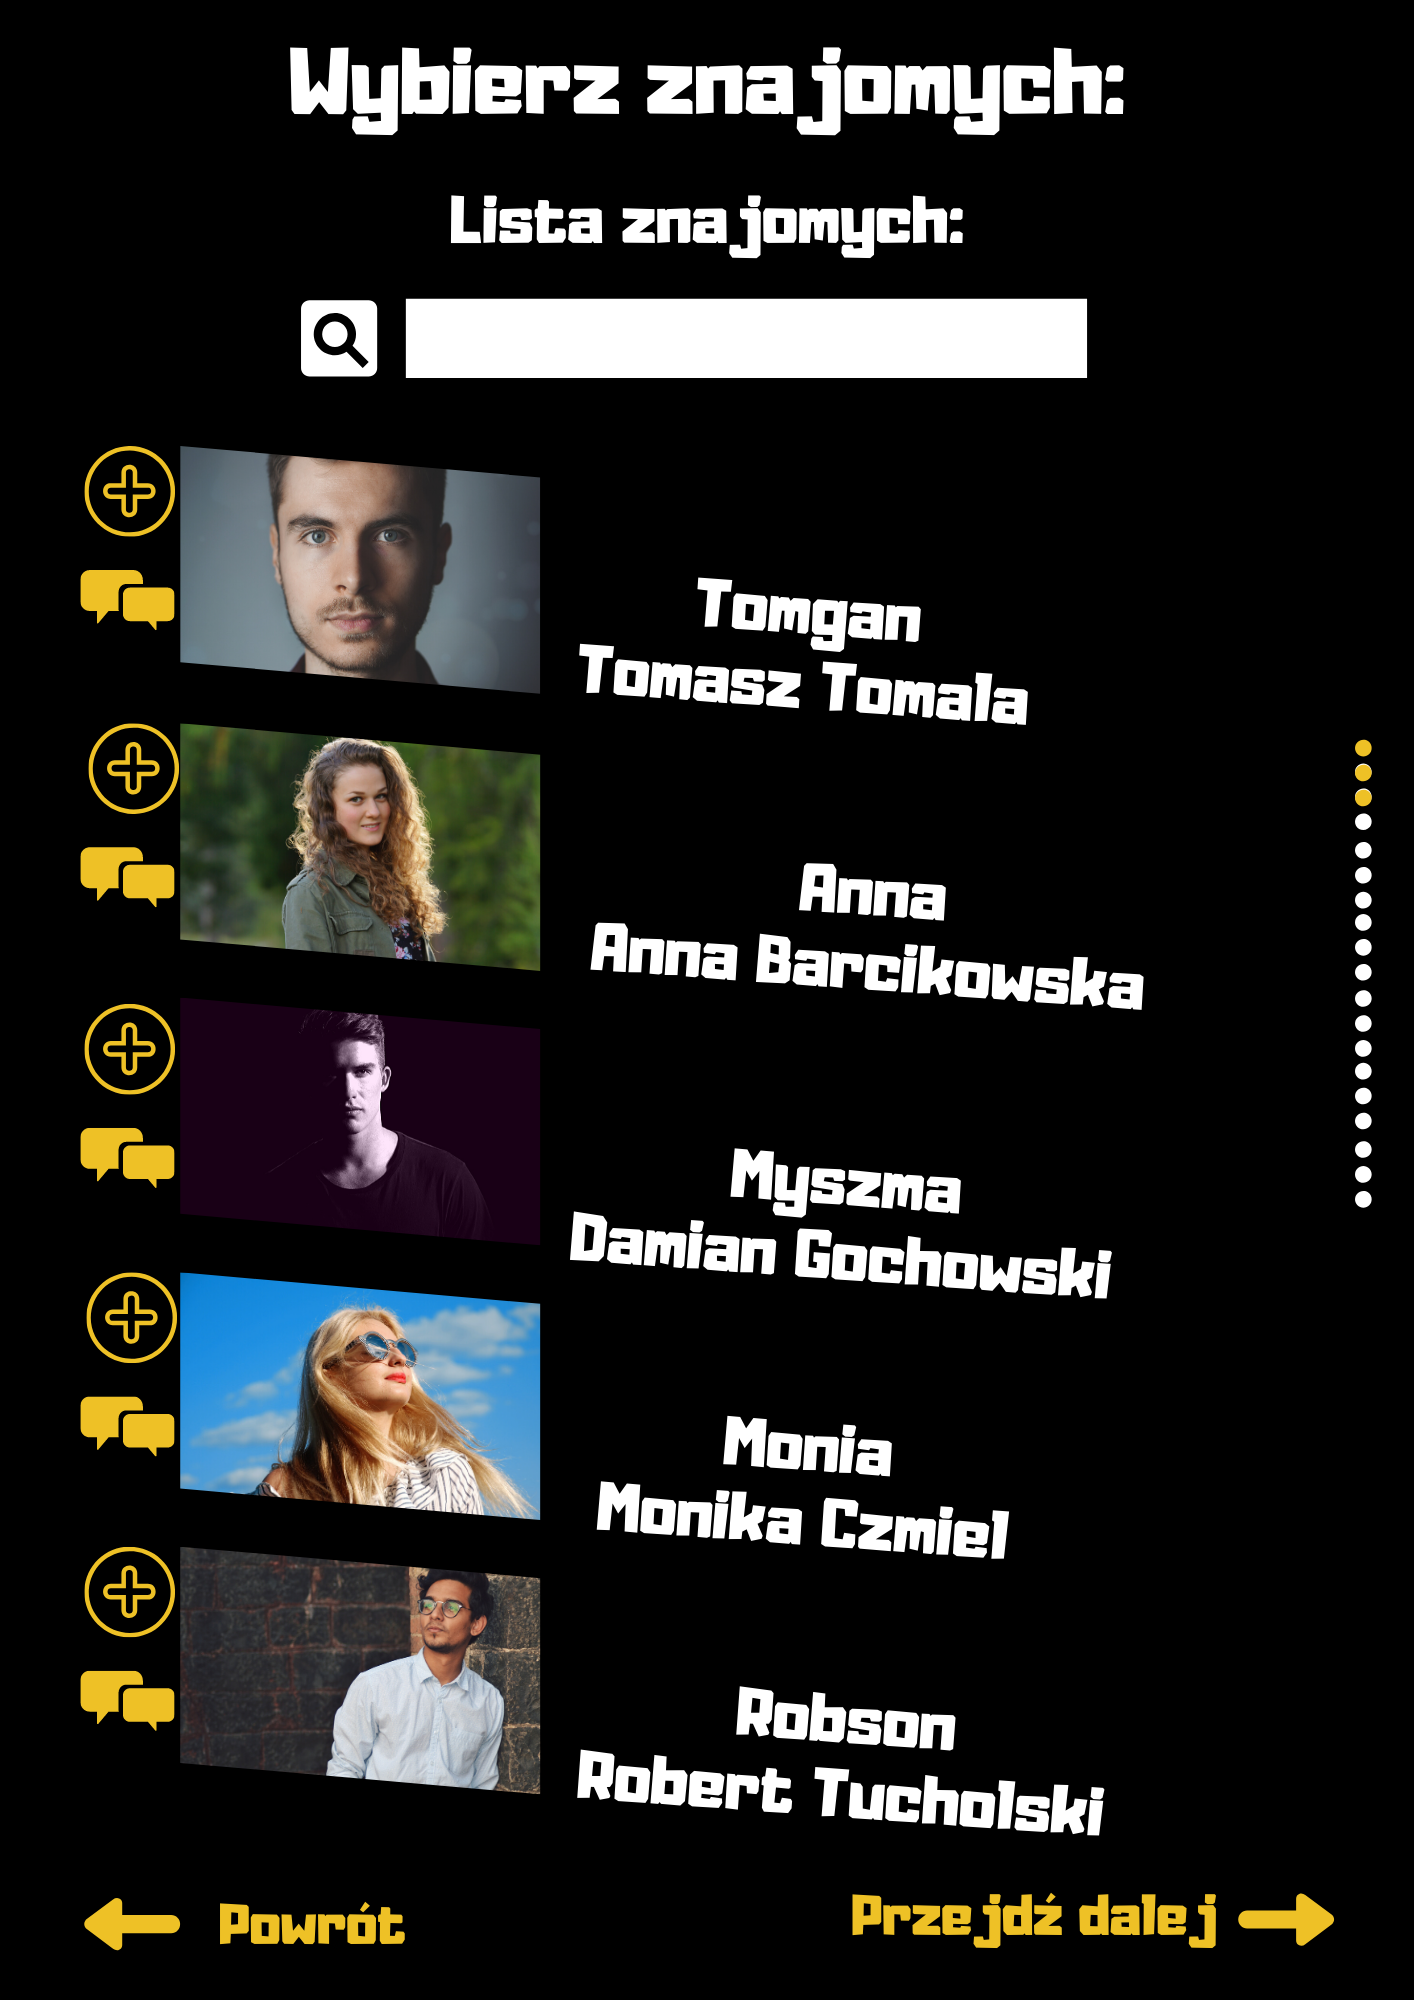 Wybierz znajomych:
Lista znajomych:
Tomgan
Tomasz Tomala
Anna
Anna Barcikowska
Myszma
Damian Gochowski
Monia
Monika Czmiel
Robson
Robert Tucholski
Powrót
Przejdź dalej